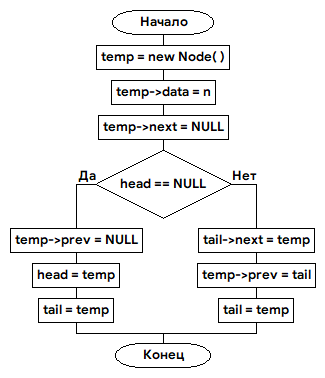 Начало
temp = new Node( )
temp->data = n
temp->next = NULL
head == NULL
Да
Нет
temp->prev = NULL
head = temp
tail = temp
tail->next = temp
temp->prev = tail
tail = temp
Конец